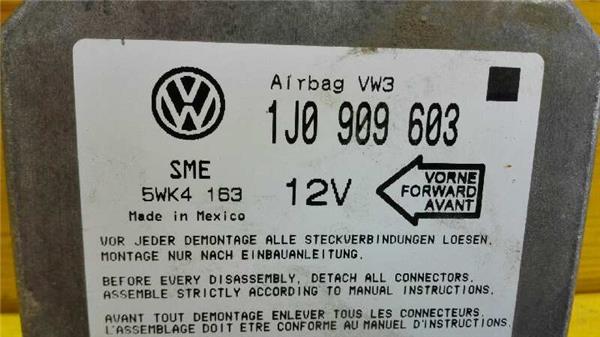 Airbag VW3
1J0 909 603
SME
5WK4 163
12V
VORNE
FORWARD
AVANT
Made in Mexico
VOR JEDER DEMONTAGE ALLE STECKVERBINDUNGEN LOESEN.
MONTAGE NUR NACH EINBAUANLEITUNG.
BEFORE EVERY DISASSEMBLY, DETACH ALL CONNECTORS.
ASSEMBLE STRICTLY ACCORDING TO MANUAL INSTRUCTIONS.
AVANT TOUT DEMONTAGE ENLEVER TOUS LES CONNECTEURS.
L'ASSEMBLAGE DOIT ETRE CONFORME AU MANUEL D'INSTRUCTIONS.